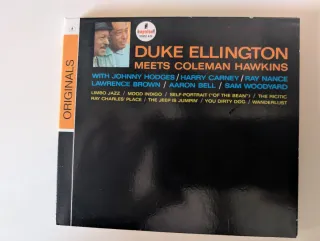 impulse!
ORIGINALS
DUKE ELLINGTON
MEETS COLEMAN HAWKINS
WITH JOHNNY HODGES / HARRY CARNEY / RAY NANCE
LAWRENCE BROWN / AARON BELL / SAM WOODYARD
LIMBO JAZZ / MOOD INDIGO / SELF PORTRAIT ("OF THE BEAN") / THE RICITIC
RAY CHARLES' PLACE / THE JEEP IS JUMPIN' / YOU DIRTY DOG / WANDERLUST